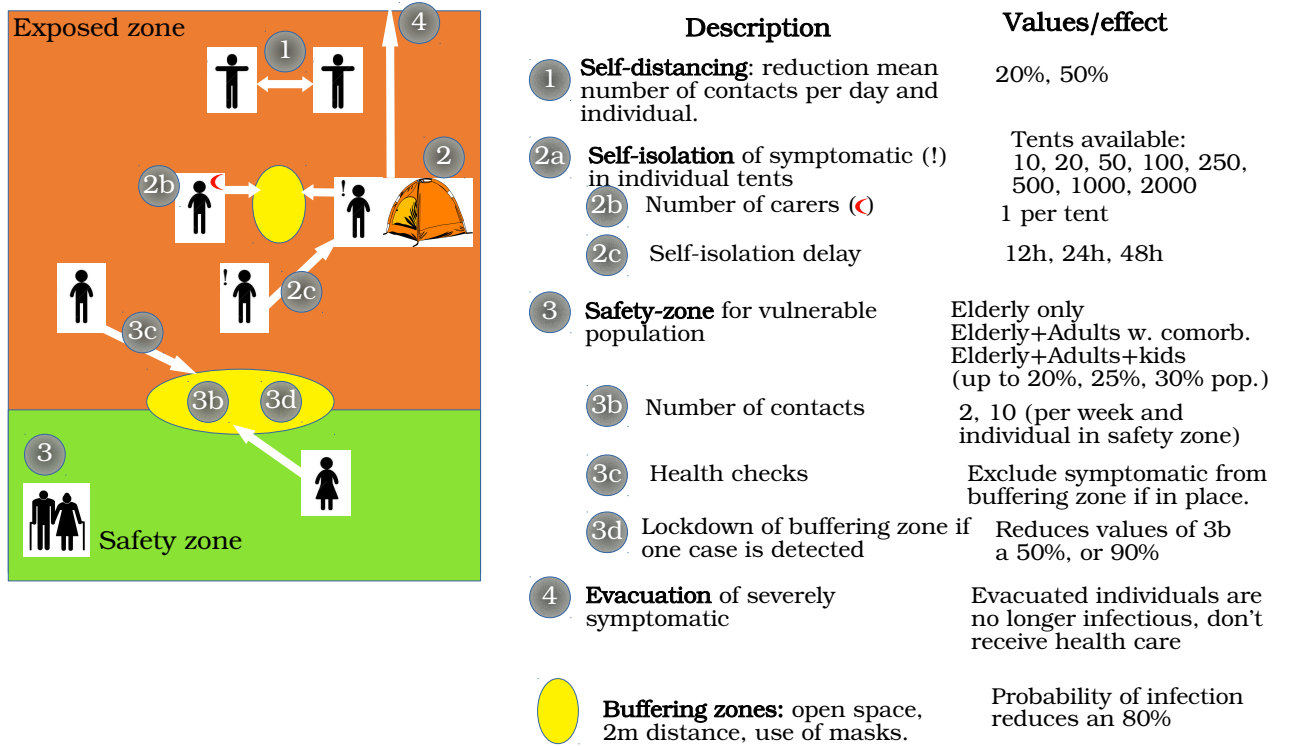 Exposed zone
4
1
2
2b
!
!
2c
3c
3b
3d
3
Safety zone
Description
Values/effect
1
Self-distancing: reduction mean
number of contacts per day and
individual.
20%, 50%
2a
Self-isolation of symptomatic (!)
in individual tents
Tents available:
10, 20, 50, 100, 250,
500, 1000, 2000
2b
Number of carers ()
1 per tent
2c
Self-isolation delay
12h, 24h, 48h
3
Safety-zone for vulnerable
population
Elderly only
Elderly+Adults w. comorb.
Elderly+Adults+kids
(up to 20%, 25%, 30% pop.)
3b
Number of contacts
2, 10 (per week and
individual in safety zone)
3c
Health checks
Exclude symptomatic from
buffering zone if in place.
3d
Lockdown of buffering zone if
one case is detected
Reduces values of 3b
a 50%, or 90%
4
Evacuation of severely
symptomatic
Evacuated individuals are
no longer infectious, don't
receive health care
Buffering zones: open space,
2m distance, use of masks.
Probability of infection
reduces an 80%